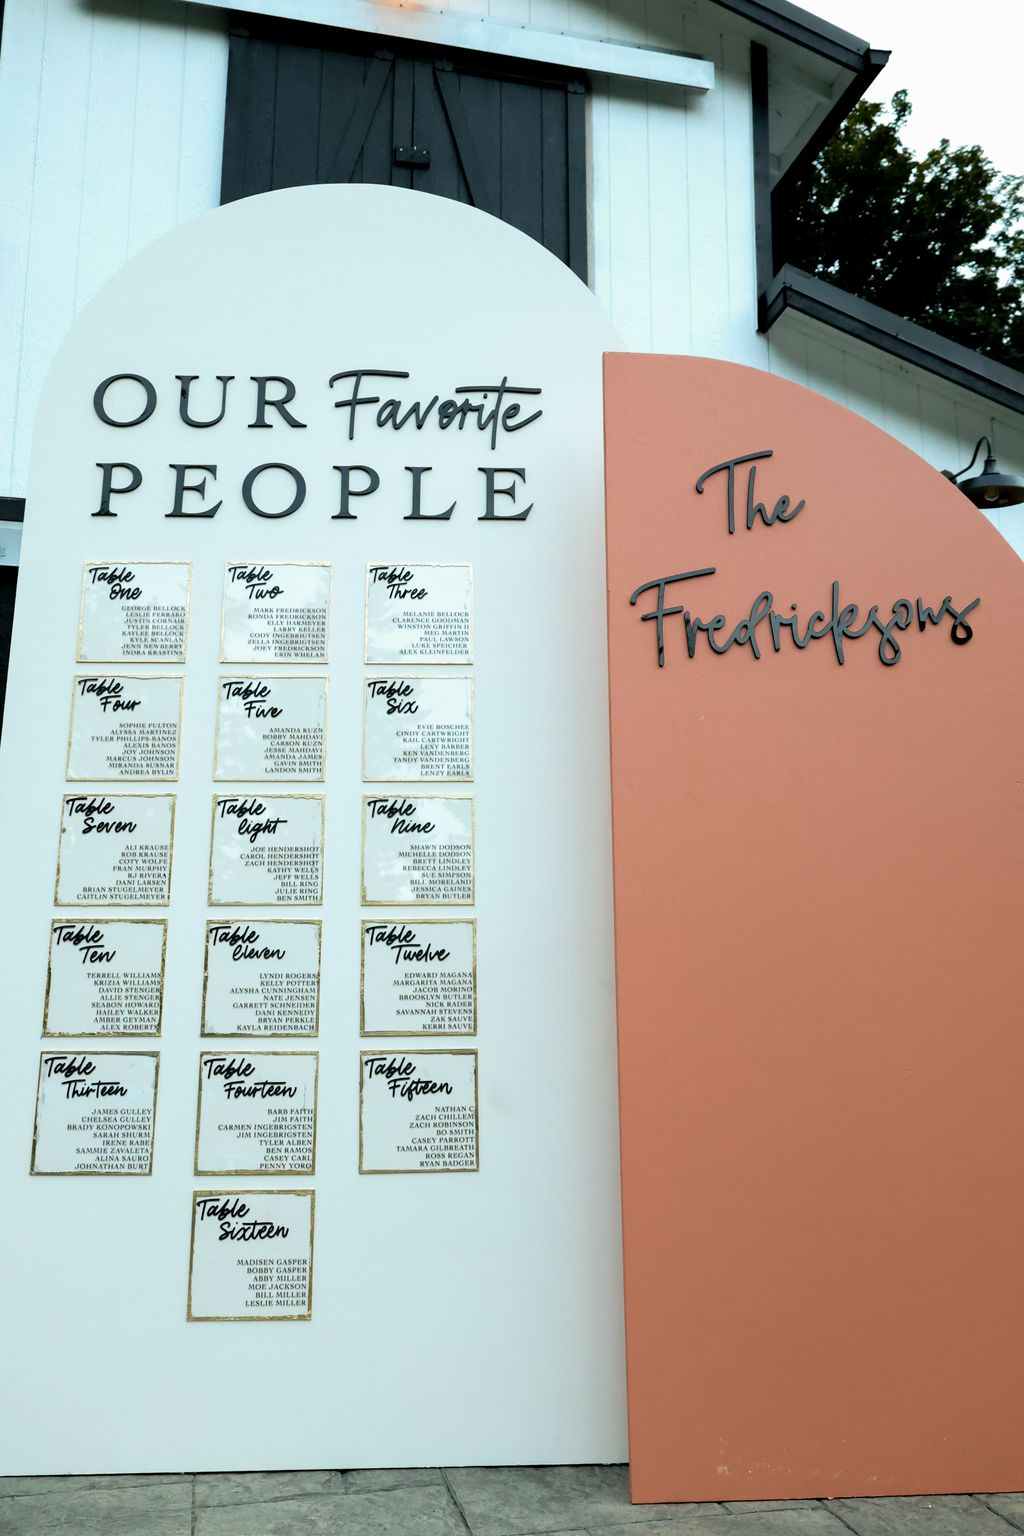 OUR Favorite
PEOPLE
The
Fredricksons
Table
One
GEORGE BELLOCK
LESLIE FERRARO
JUSTIN CORNAIR
TYLER BELLOCK
KAYLEE BELLOCK
KYLE SCANLAN
JENN NEWBERRY
INDRA KRASTINS
Table
Two
MARK FREDRICKSON
RONDA FREDRICKSON
ELLY HARMEYER
LARRY KELLER
CODY INGEBRIGTSEN
ZELLA INGEBRIGTSEN
JOEY FREDRICKSON
ERIN WHELAN
Table
Three
MELANIE BELLOCK
CLARENCE GOODMAN
WINSTON GRIFFIN II
MEG MARTIN
PAUL LAWSON
LUKE SPEICHER
ALEX KLEINFELDER
Table
Four
SOPHIE FULTON
ALYSSA MARTINEZ
TYLER PHILLIPS-BANOS
ALEXIS BANOS
JOY JOHNSON
MARCUS JOHNSON
MIRANDA SUSNAR
ANDREA BYLIN
Table
Five
AMANDA KUZN
BOBBY MAHDAVI
CARSON KUZN
JESSE MAHDAVI
AMANDA JAMES
GAVIN SMITH
LANDON SMITH
Table
Six
EVIE BOSCHEE
CINDY CARTWRIGHT
KAIL CARTWRIGHT
LEXY BARBER
KEN VANDENBERG
TANDY VANDENBERG
BRENT EARLS
LENZY EARLS
Table
Seven
ALI KRAUSE
ROB KRAUSE
COTY WOLFE
FRAN MURPHY
RJ RIVERA
DANI LARSEN
BRIAN STUGELMEYER
CAITLIN STUGELMEYER
Table
Eight
JOE HENDERSHOT
CAROL HENDERSHOT
ZACH HENDERSHOT
KATHY WELLS
JEFF WELLS
BILL RING
JULIE RING
BEN SMITH
Table
Nine
SHAWN DODSON
MICHELLE DODSON
BRETT LINDLEY
REBECCA LINDLEY
SUE SIMPSON
BILL MORELAND
JESSICA GAINES
BRYAN BUTLER
Table
Ten
TERRELL WILLIAMS
KRIZIA WILLIAMS
DAVID STENGER
ALLIE STENGER
SEABON HOWARD
HAILEY WALKER
AMBER GEYMAN
ALEX ROBERTS
Table
Eleven
LYNDI ROGERS
KELLY POTTER
ALYSHA CUNNINGHAM
NATE JENSEN
GARRETT SCHNEIDER
DANI KENNEDY
BRYAN PERKLE
KAYLA REIDENBACH
Table
Twelve
EDWARD MAGANA
MARGARITA MAGANA
JACOB MORINO
BROOKLYN BUTLER
NICK RADER
SAVANNAH STEVENS
ZAK SAUVE
KERRI SAUVE
Table
Thirteen
JAMES GULLEY
CHELSEA GULLEY
BRADY KONOPOWSKI
SARAH SHURM
IRENE RABE
SAMMIE ZAVALETA
ALINA SAURO
JOHNATHAN BURT
Table
Fourteen
BARB FAITH
JIM FAITH
CARMEN INGEBRIGSTEN
JIM INGEBRIGTSEN
TYLER ALBEN
BEN RAMOS
CASEY CARL
PENNY YORO
Table
Fifteen
NATHAN C
ZACH CHILLEM
ZACH ROBINSON
BO SMITH
CASEY PARROTT
TAMARA GILBREATH
ROSS REGAN
RYAN BADGER
Table
Sixteen
MADISEN GASPER
BOBBY GASPER
ABBY MILLER
MOE JACKSON
BILL MILLER
LESLIE MILLER